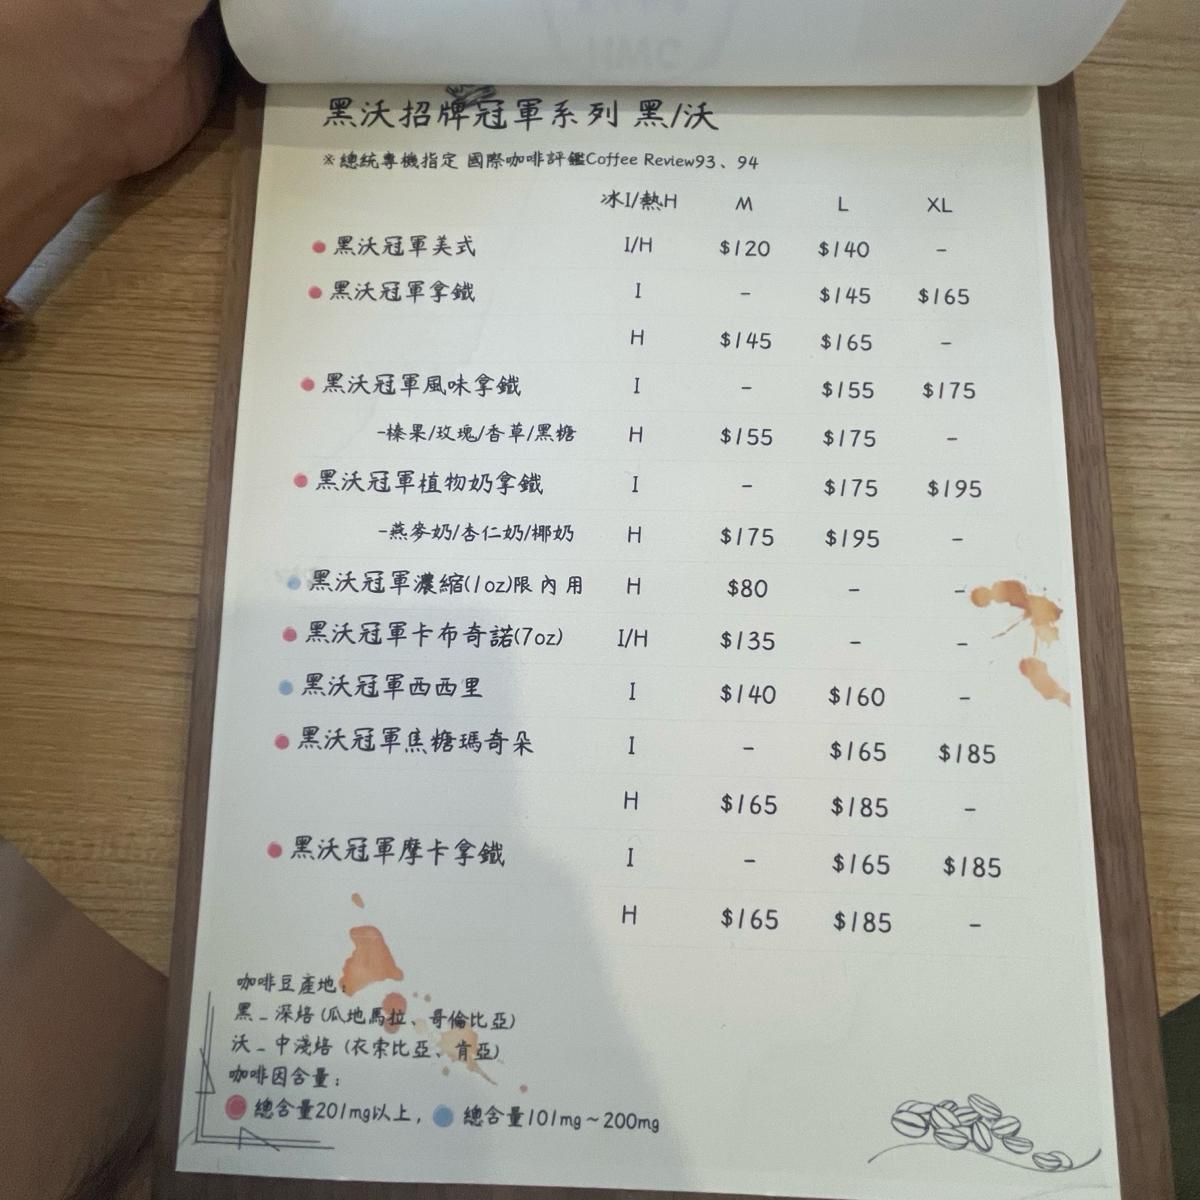 黑沃招牌冠軍系列 黑/沃
※總統專機指定 國際咖啡評鑑Coffee Review93、94
冰I/熱H M L XL
黑沃冠軍美式 I/H $120 $140 –
黑沃冠軍拿鐵 I – $145 $165
H $145 $165 –
黑沃冠軍風味拿鐵 I – $155 $175
-榛果/玫瑰/香草/黑糖 H $155 $175 –
黑沃冠軍植物奶拿鐵 I – $175 $195
-燕麥奶/杏仁奶/椰奶 H $175 $195 –
黑沃冠軍濃縮(1oz)限內用 H $80 – –
黑沃冠軍卡布奇諾(7oz) I/H $135 – –
黑沃冠軍西西里 I $140 $160 –
黑沃冠軍焦糖瑪奇朵 I – $165 $185
H $165 $185 –
黑沃冠軍摩卡拿鐵 I – $165 $185
H $165 $185 –
咖啡豆產地：
黑_深焙(瓜地馬拉、哥倫比亞)
沃_中淺焙(衣索比亞、肯亞)
咖啡因含量：
總含量201mg以上，總含量101mg~200mg